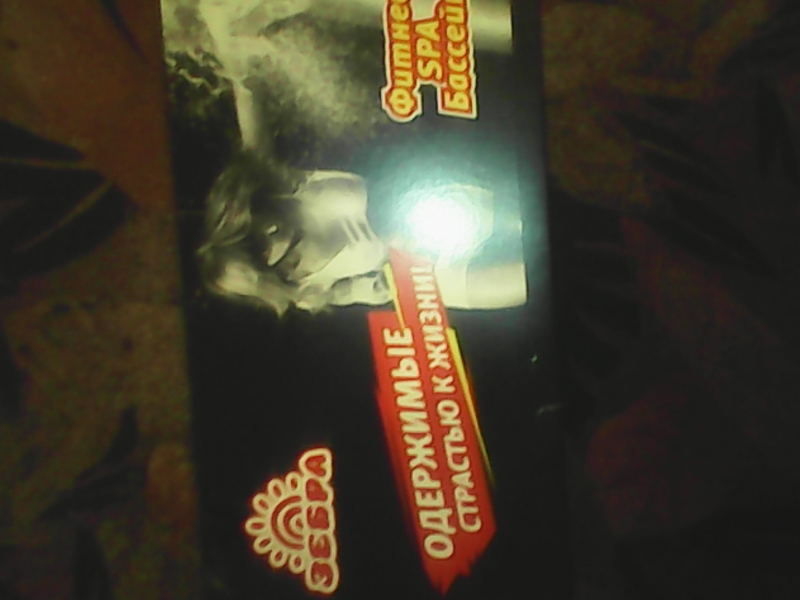 Фитнес
SPA
Бассейн
ОДЕРЖИМЫЕ
СТРАСТЬЮ К ЖИЗНИ!
ЗЕБРА